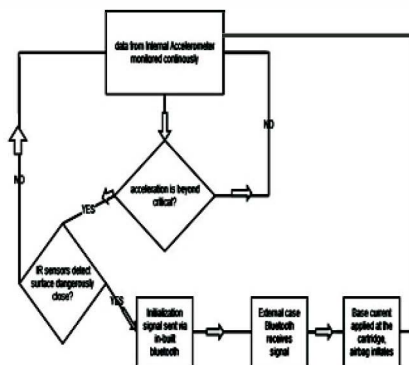 data from Internal Accelerometer
monitored continously
NO
acceleration is beyond
critical?
YES
NO
IR sensors detect
surface dangerously
close?
YES
Initialization
signal sent via
in-built
bluetooth
External case
Bluetooth
receives
signal
Base current
applied at the
cartridge,
airbag inflates